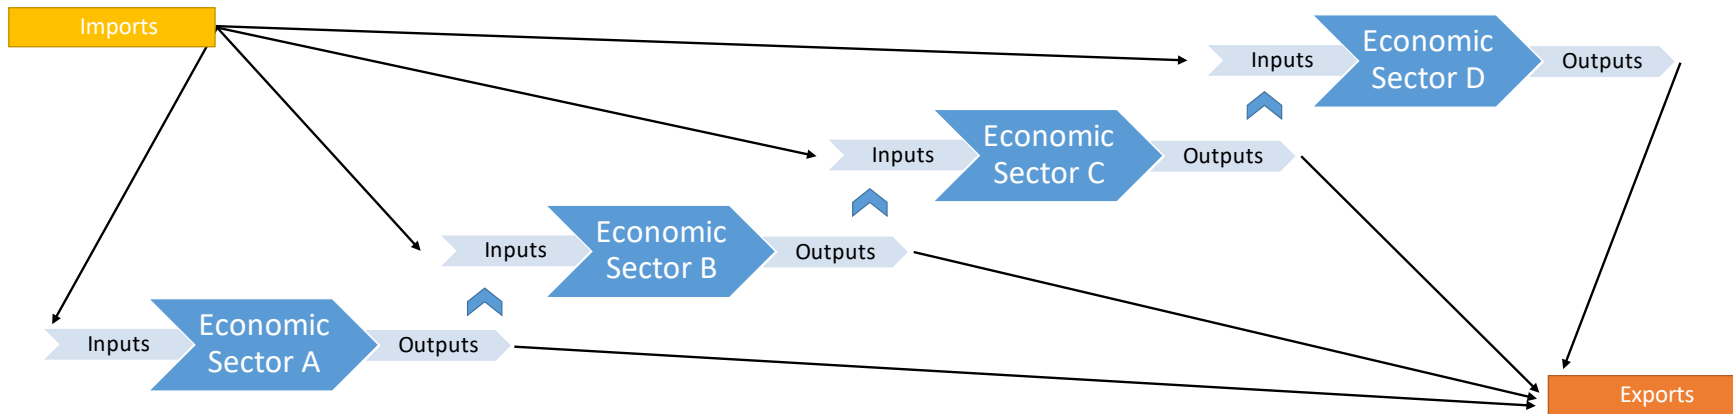 Imports
Inputs
Economic
Sector D
Outputs
Inputs
Economic
Sector C
Outputs
Inputs
Economic
Sector B
Outputs
Inputs
Economic
Sector A
Outputs
Exports